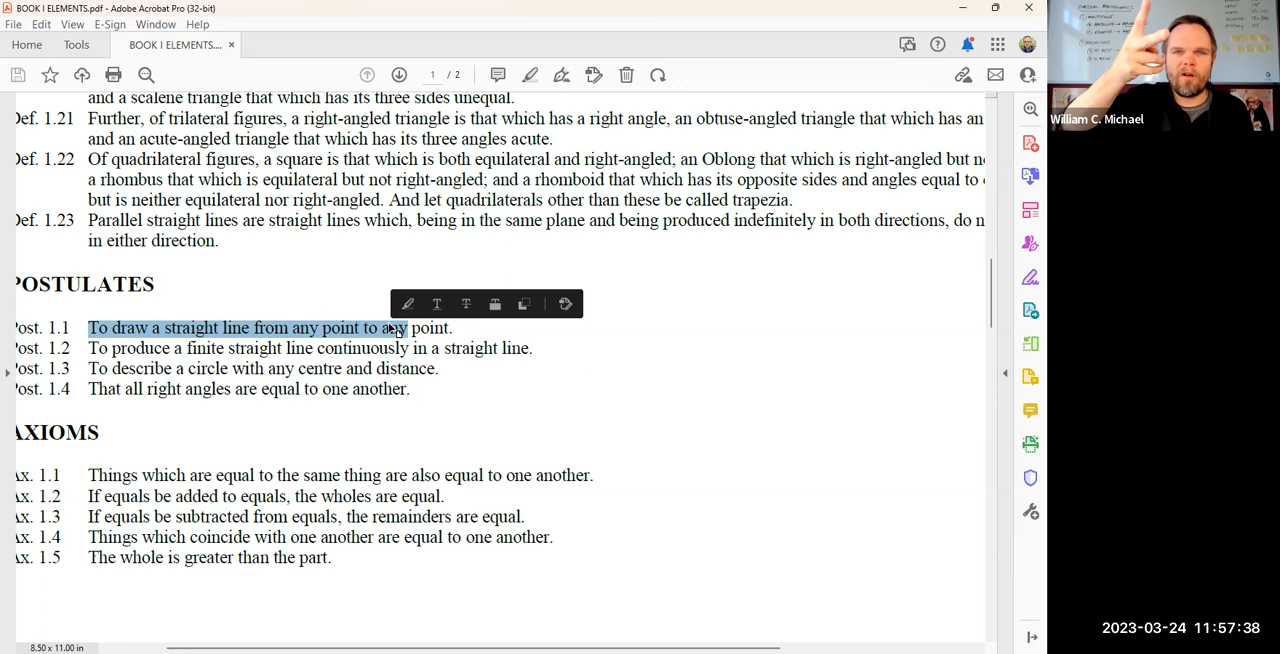 BOOK I ELEMENTS.pdf - Adobe Acrobat Pro (32-bit)
File Edit View E-Sign Window Help
Home Tools BOOK I ELEMENTS.... ×
1 / 2
and a scalene triangle that which has its three sides unequal.
Def. 1.21 Further, of trilateral figures, a right-angled triangle is that which has a right angle, an obtuse-angled triangle that which has an
and an acute-angled triangle that which has its three angles acute.
Def. 1.22 Of quadrilateral figures, a square is that which is both equilateral and right-angled; an Oblong that which is right-angled but n
a rhombus that which is equilateral but not right-angled; and a rhomboid that which has its opposite sides and angles equal to
but is neither equilateral nor right-angled. And let quadrilaterals other than these be called trapezia.
Def. 1.23 Parallel straight lines are straight lines which, being in the same plane and being produced indefinitely in both directions, do n
in either direction.
POSTULATES
Post. 1.1 To draw a straight line from any point to any point.
Post. 1.2 To produce a finite straight line continuously in a straight line.
Post. 1.3 To describe a circle with any centre and distance.
Post. 1.4 That all right angles are equal to one another.
AXIOMS
Ax. 1.1 Things which are equal to the same thing are also equal to one another.
Ax. 1.2 If equals be added to equals, the wholes are equal.
Ax. 1.3 If equals be subtracted from equals, the remainders are equal.
Ax. 1.4 Things which coincide with one another are equal to one another.
Ax. 1.5 The whole is greater than the part.
8.50 x 11.00 in
William C. Michael
2023-03-24 11:57:38